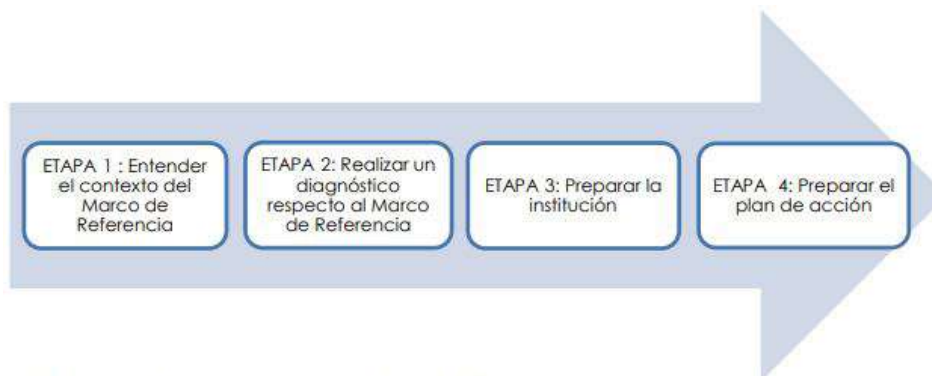 ETAPA 1 : Entender
el contexto del
Marco de
Referencia
ETAPA 2: Realizar un
diagnóstico
respecto al Marco
de Referencia
ETAPA 3: Preparar la
institución
ETAPA 4: Preparar el
plan de acción